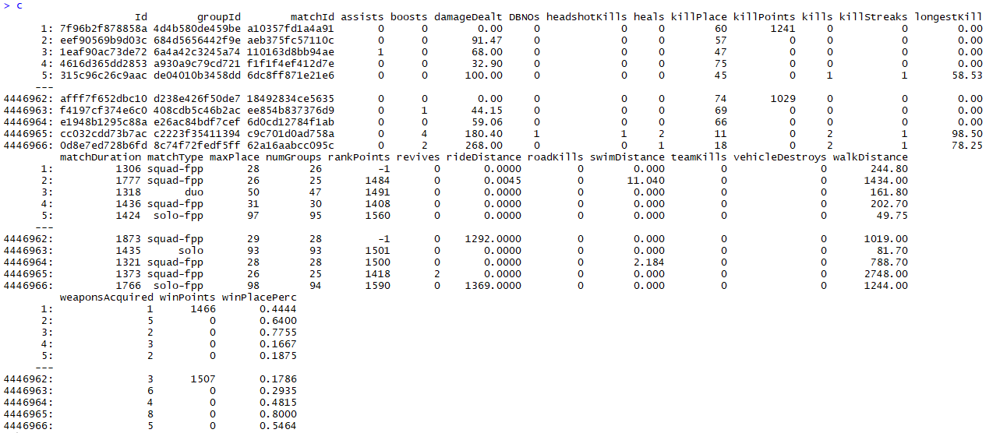 > c
Id groupId matchId assists boosts damageDealt DBNOs headshotKills heals killPlace killPoints kills killStreaks longestKill
1: 7f96b2f878858a 4d4b580de459be a10357fd1a4a91 0 0 0.00 0 0 0 60 1241 0 0 0.00
2: eef90569b9d03c 684d5656442f9e aeb375fc57110c 0 0 91.47 0 0 0 57 0 0 0 0.00
3: 1eaf90ac73de72 6a4a42c3245a74 110163d8bb94ae 1 0 68.00 0 0 0 47 0 0 0 0.00
4: 4616d365dd2853 a930a9c79cd721 f1f1f4ef412d7e 0 0 32.90 0 0 0 75 0 0 0 0.00
5: 315c96c26c9aac de04010b3458dd 6dc8ff871e21e6 0 0 100.00 0 0 0 45 0 1 1 58.53
---
4446962: afff7f652dbc10 d238e426f50de7 18492834ce5635 0 0 0.00 0 0 0 74 1029 0 0 0.00
4446963: f4197cf374e6c0 408cdb5c46b2ac ee854b837376d9 0 1 44.15 0 0 0 69 0 0 0 0.00
4446964: e1948b1295c88a e26ac84bdf7cef 6d0cd12784f1ab 0 0 59.06 0 0 0 66 0 0 0 0.00
4446965: cc032cdd73b7ac c2223f35411394 c9c701d0ad758a 0 4 180.40 1 1 2 11 0 2 1 98.50
4446966: 0d8e7ed728b6fd 8c74f72fedf5ff 62a16aabcc095c 0 2 268.00 0 0 1 18 0 2 1 78.25
matchDuration matchType maxPlace numGroups rankPoints revives rideDistance roadKills swimDistance teamKills vehicleDestroys walkDistance
1: 1306 squad-fpp 28 26 -1 0 0.0000 0 0.000 0 0 244.80
2: 1777 squad-fpp 26 25 1484 0 0.0045 0 11.040 0 0 1434.00
3: 1318 duo 50 47 1491 0 0.0000 0 0.000 0 0 161.80
4: 1436 squad-fpp 31 30 1408 0 0.0000 0 0.000 0 0 202.70
5: 1424 solo-fpp 97 95 1560 0 0.0000 0 0.000 0 0 49.75
---
4446962: 1873 squad-fpp 29 28 -1 0 1292.0000 0 0.000 0 0 1019.00
4446963: 1435 solo 93 93 1501 0 0.0000 0 0.000 0 0 81.70
4446964: 1321 squad-fpp 28 28 1500 0 0.0000 0 2.184 0 0 788.70
4446965: 1373 squad-fpp 26 25 1418 2 0.0000 0 0.000 0 0 2748.00
4446966: 1766 solo-fpp 98 94 1590 0 1369.0000 0 0.000 0 0 1244.00
weaponsAcquired winPoints winPlacePerc
1: 1 1466 0.4444
2: 5 0 0.6400
3: 2 0 0.7755
4: 3 0 0.1667
5: 2 0 0.1875
---
4446962: 3 1507 0.1786
4446963: 6 0 0.2935
4446964: 4 0 0.4815
4446965: 8 0 0.8000
4446966: 5 0 0.5464